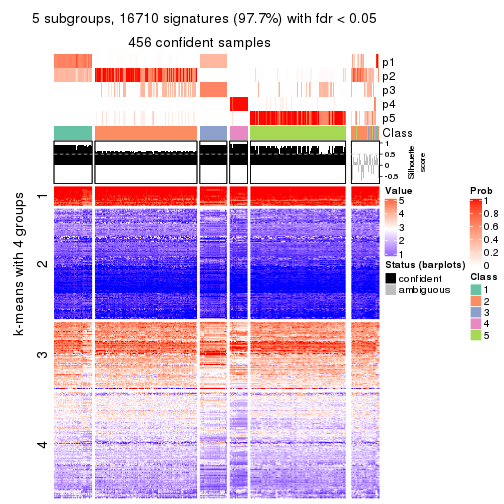 5 subgroups, 16710 signatures (97.7%) with fdr < 0.05
456 confident samples
p1
p2
p3
p4
p5
Class
1
0.5
0
-0.5
Silhouette
score
k-means with 4 groups
1
2
3
4
Value
5
4
3
2
1
Status (barplots)
confident
ambiguous
Prob
1
0.8
0.6
0.4
0.2
0
Class
1
2
3
4
5